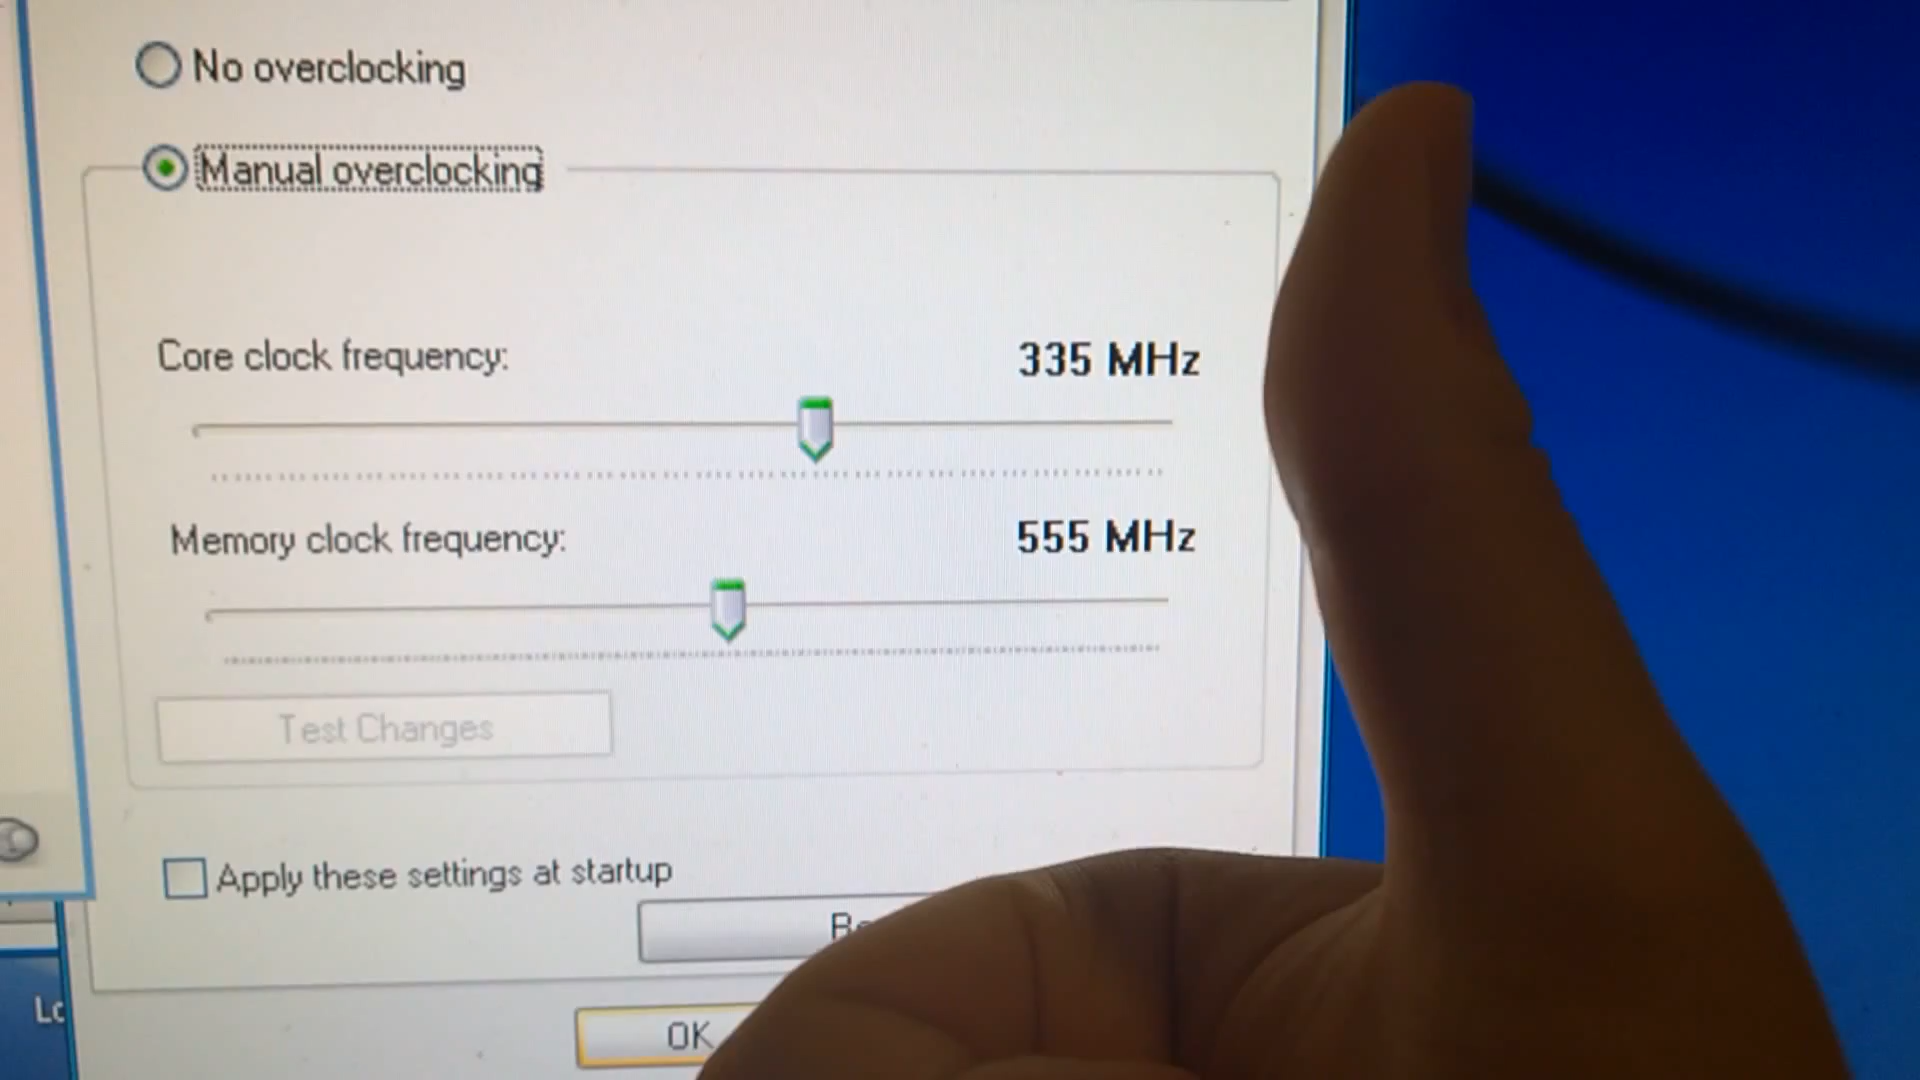 No overclocking
Manual overclocking
Core clock frequency:
335 MHz
Memory clock frequency:
555 MHz
Test Changes
Apply these settings at startup
OK